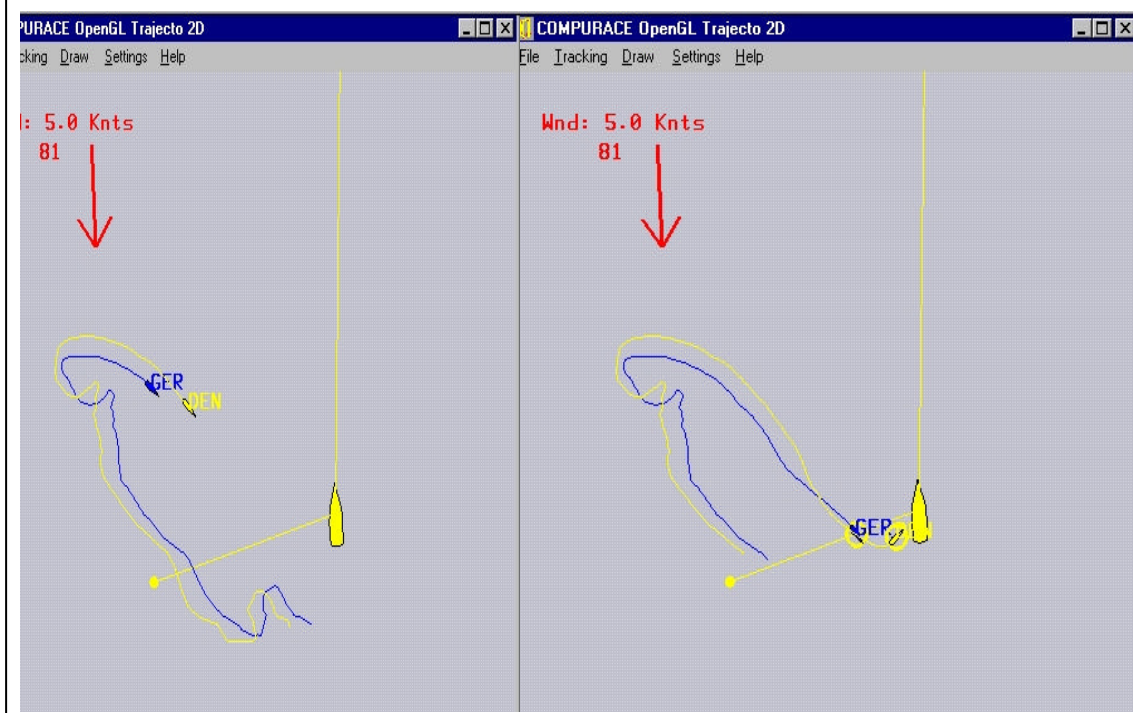 PURACE OpenGL Trajecto 2D
cking Draw Settings Help
: 5.0 Knts
81
GER
DEN
COMPURACE OpenGL Trajecto 2D
File Tracking Draw Settings Help
Wnd: 5.0 Knts
81
GER